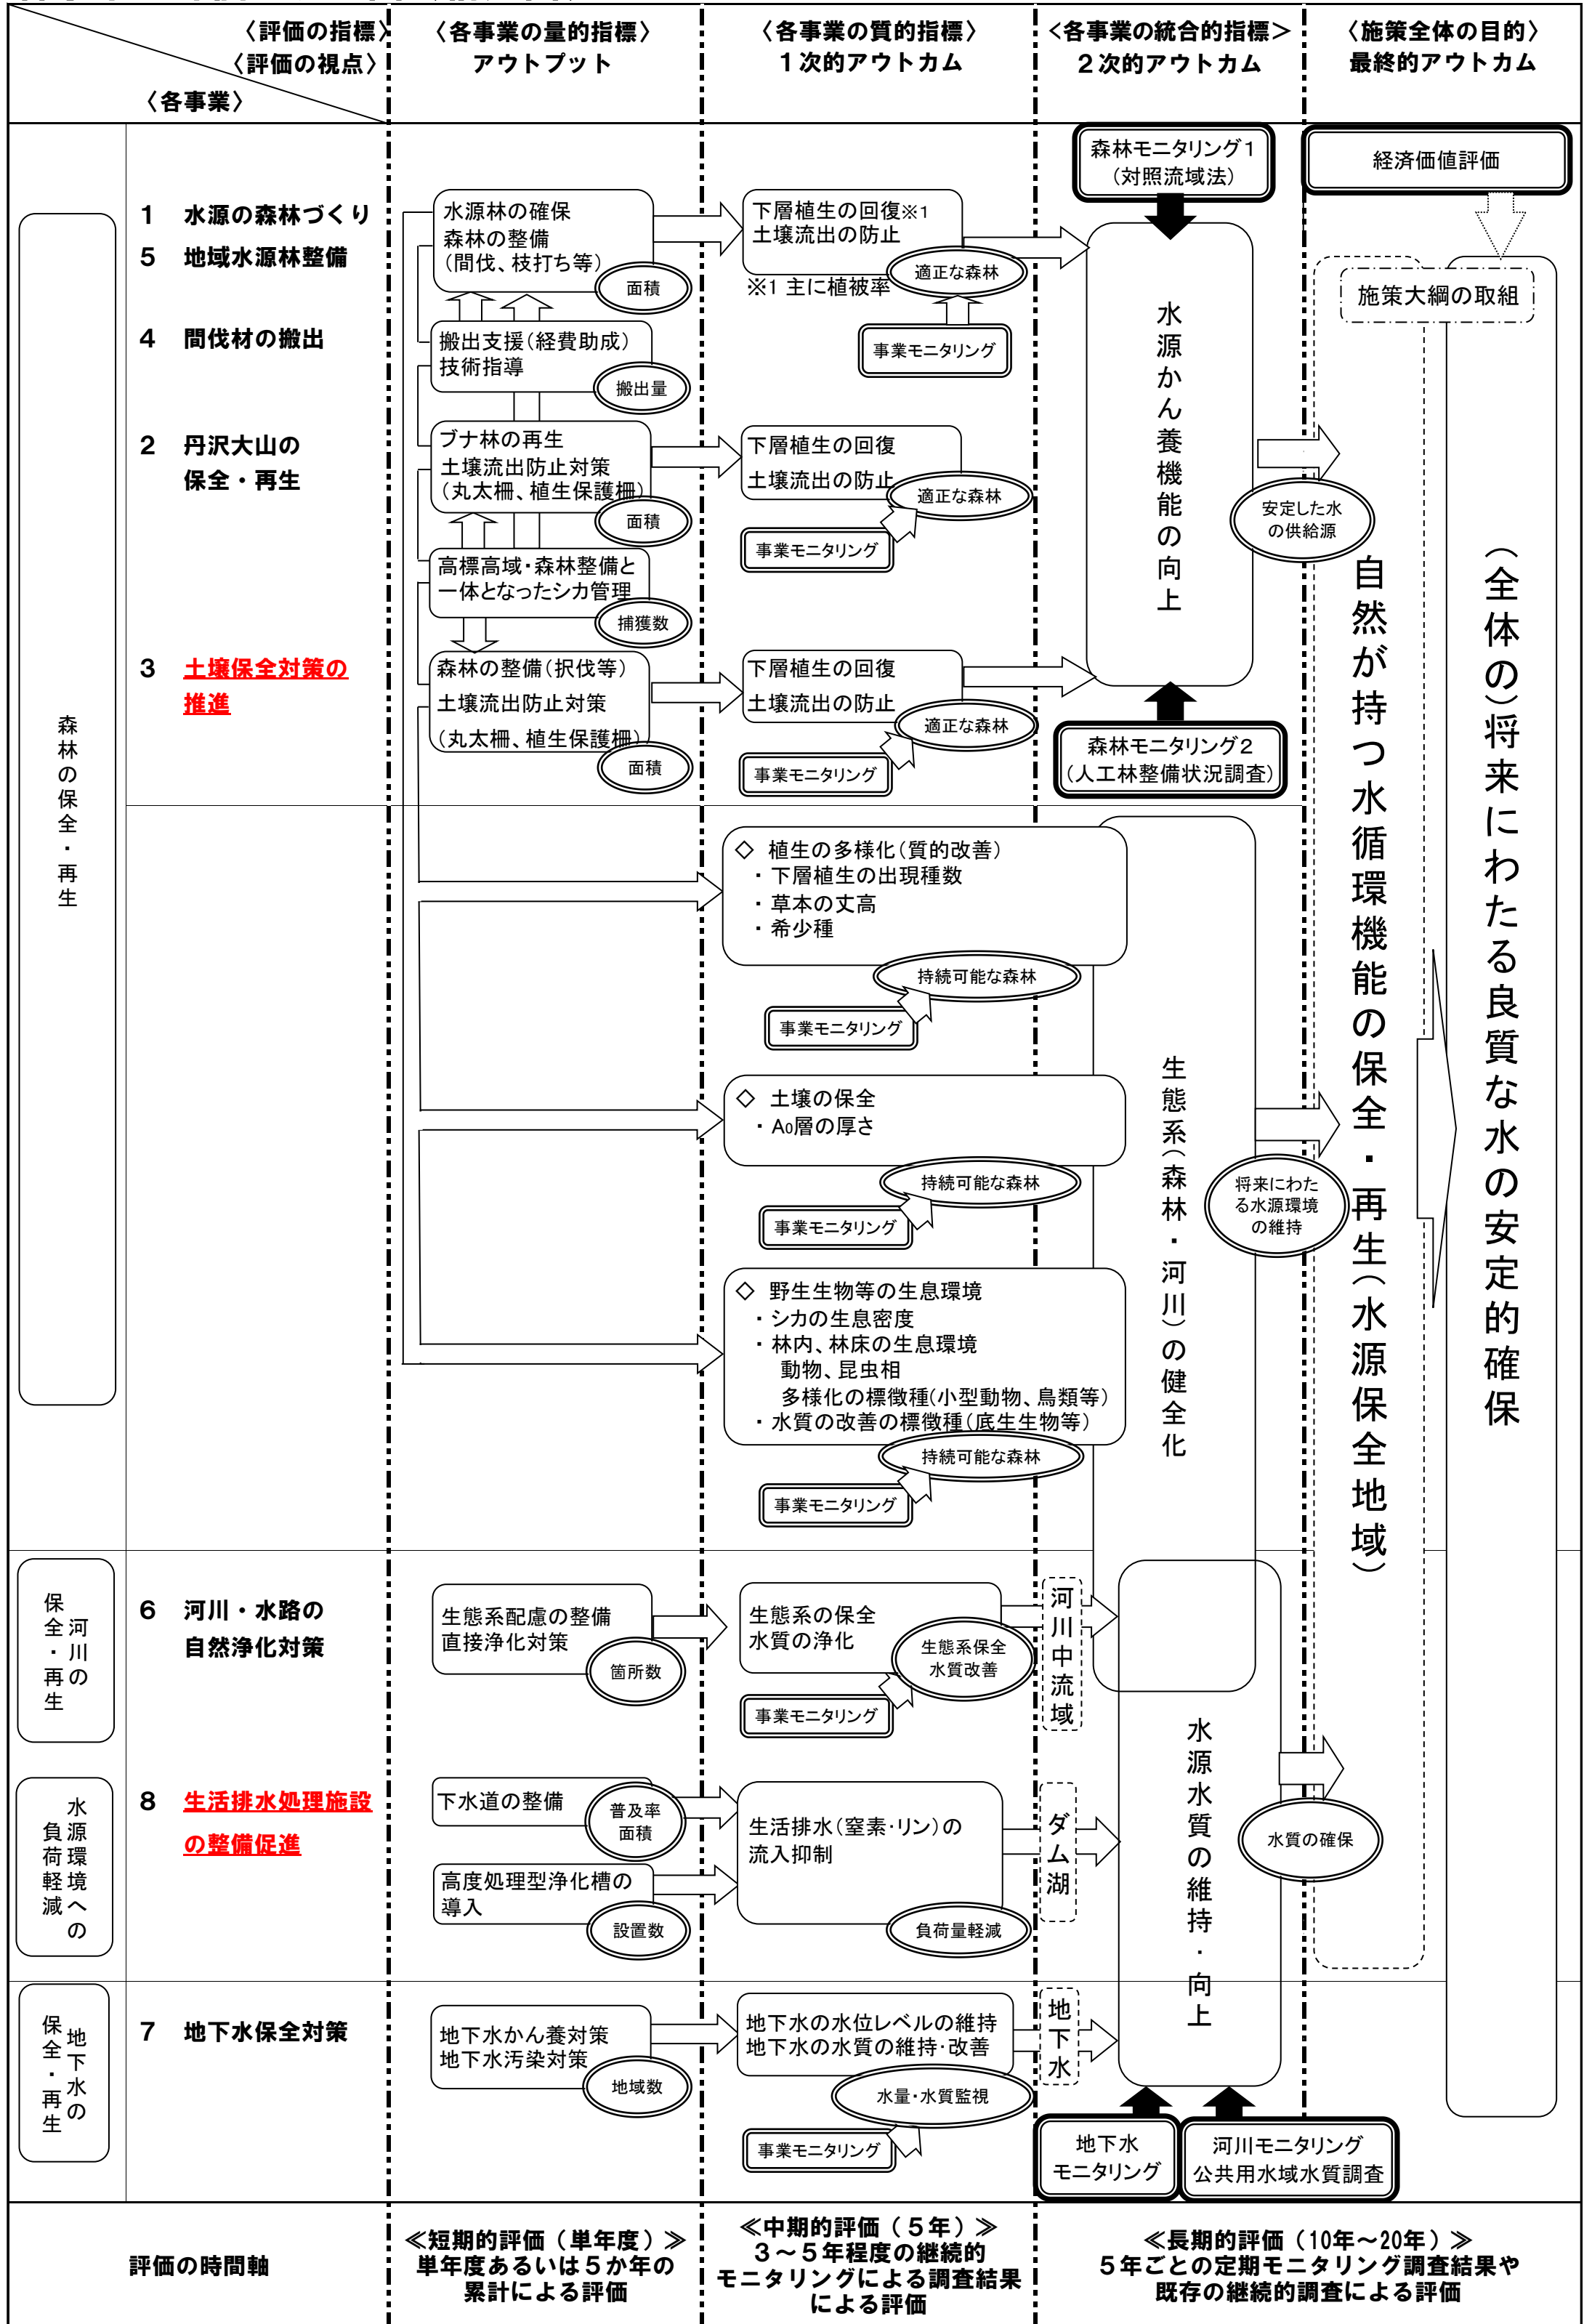 〈評価の指標〉
〈評価の視点〉
〈各事業〉
〈各事業の量的指標〉
アウトプット
〈各事業の質的指標〉
１次的アウトカム
＜各事業の統合的指標＞
２次的アウトカム
〈施策全体の目的〉
最終的アウトカム
森林の保全・再生
1 水源の森林づくり
5 地域水源林整備
4 間伐材の搬出
2 丹沢大山の
保全・再生
3 土壌保全対策の
推進
水源林の確保
森林の整備
（間伐、枝打ち等）
面積
搬出支援（経費助成）
技術指導
搬出量
ブナ林の再生
土壌流出防止対策
（丸太柵、植生保護柵）
面積
高標高域・森林整備と
一体となったシカ管理
捕獲数
森林の整備（択伐等）
土壌流出防止対策
（丸太柵、植生保護柵）
面積
下層植生の回復※1
土壌流出の防止
適正な森林
※1 主に植被率
事業モニタリング
下層植生の回復
土壌流出の防止
適正な森林
事業モニタリング
下層植生の回復
土壌流出の防止
適正な森林
事業モニタリング
◇ 植生の多様化（質的改善）
・下層植生の出現種数
・草本の丈高
・希少種
持続可能な森林
事業モニタリング
◇ 土壌の保全
・A₀層の厚さ
持続可能な森林
事業モニタリング
◇ 野生生物等の生息環境
・シカの生息密度
・林内、林床の生息環境
動物、昆虫相
多様化の標徴種（小型動物、鳥類等）
・水質の改善の標徴種（底生生物等）
持続可能な森林
事業モニタリング
森林モニタリング１
（対照流域法）
水源かん養機能の向上
森林モニタリング２
（人工林整備状況調査）
安定した水
の供給源
生態系（森林・河川）の健全化
将来にわた
る水源環境
の維持
経済価値評価
施策大綱の取組
自然が持つ水循環機能の保全・再生（水源保全地域）
（全体の）将来にわたる良質な水の安定的確保
河川の
保全・再生
6 河川・水路の
自然浄化対策
生態系配慮の整備
直接浄化対策
箇所数
生態系の保全
水質の浄化
生態系保全
水質改善
事業モニタリング
河川中流域
水源環境への
負荷軽減
8 生活排水処理施設
の整備促進
下水道の整備
普及率
面積
高度処理型浄化槽の
導入
設置数
生活排水（窒素・リン）の
流入抑制
負荷量軽減
ダム湖
水源水質の維持・向上
水質の確保
地下水の
保全・再生
7 地下水保全対策
地下水かん養対策
地下水汚染対策
地域数
地下水の水位レベルの維持
地下水の水質の維持・改善
水量・水質監視
事業モニタリング
地下水
地下水
モニタリング
河川モニタリング
公共用水域水質調査
評価の時間軸
≪短期的評価（単年度）≫
単年度あるいは５か年の
累計による評価
≪中期的評価（５年）≫
３～５年程度の継続的
モニタリングによる調査結果
による評価
≪長期的評価（10年～20年）≫
５年ごとの定期モニタリング調査結果や
既存の継続的調査による評価